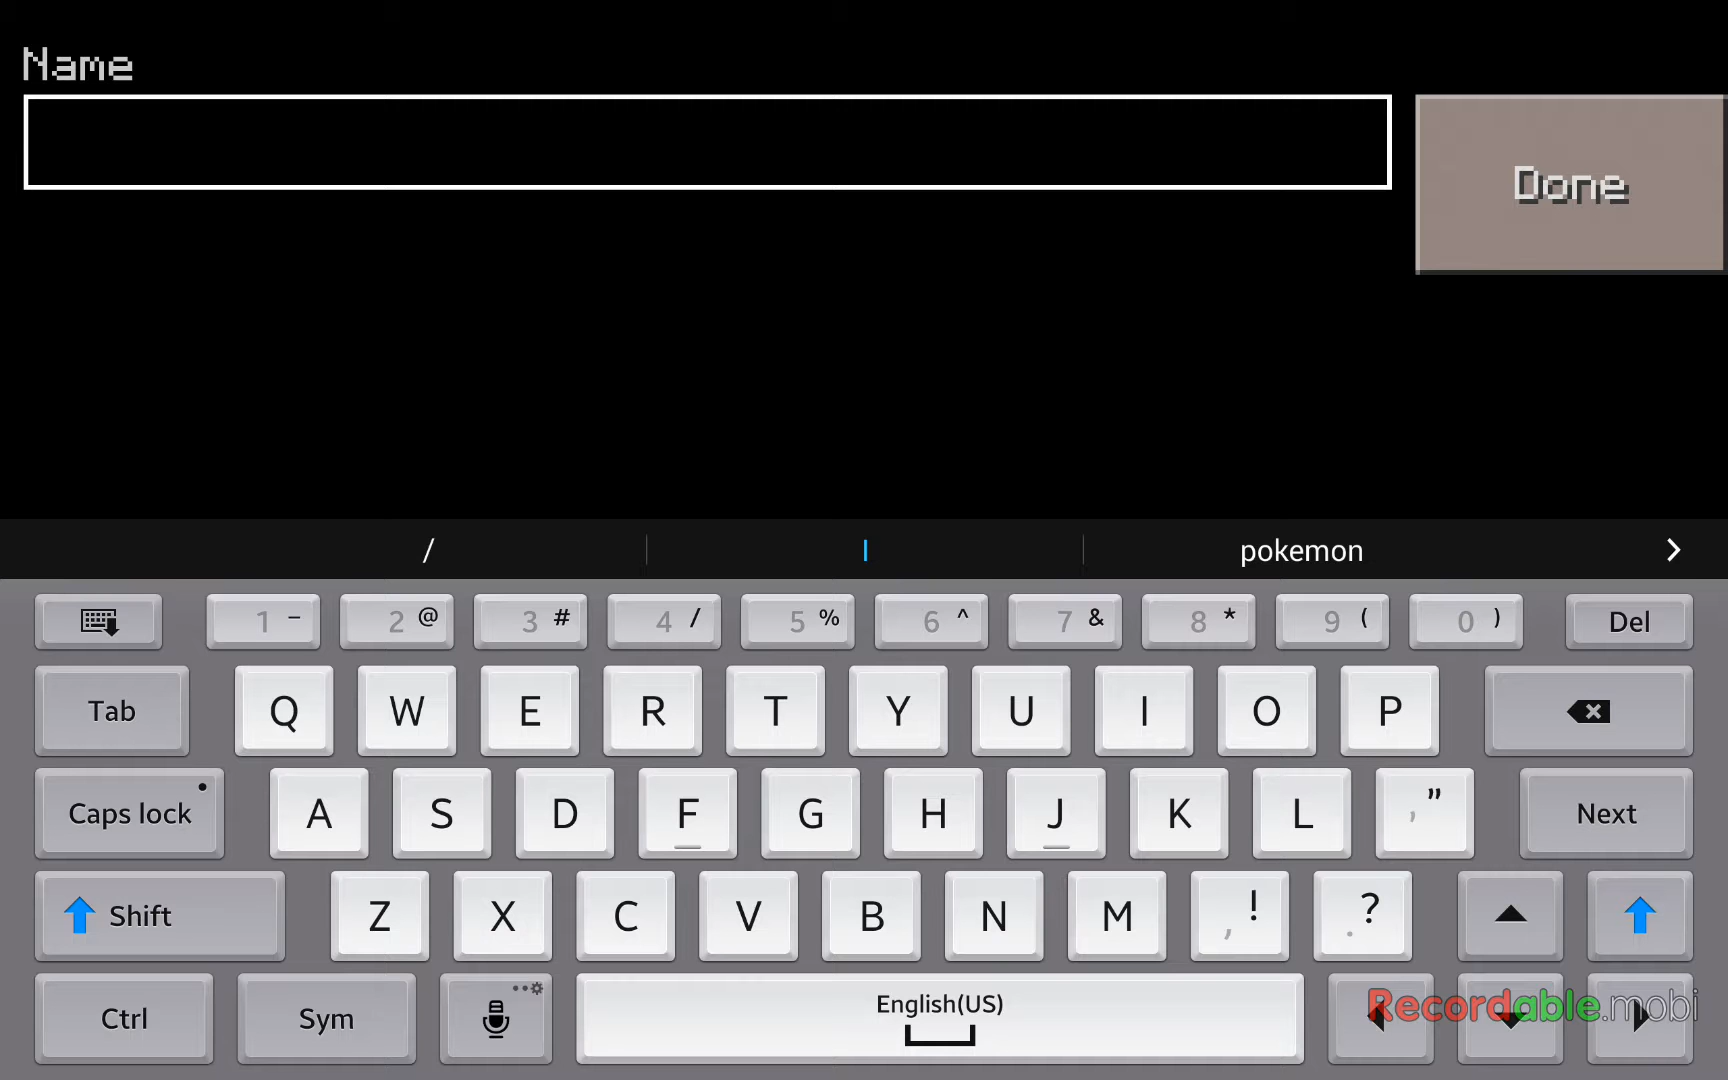 Name
Done
/ I pokemon
1 - 2 @ 3 # 4 / 5 % 6 ^ 7 & 8 * 9 ( 0 ) Del
Tab Q W E R T Y U I O P
Caps lock A S D F G H J K L , "
Next
Shift Z X C V B N M , ! . ?
Ctrl Sym English(US)
Recordable.mobi